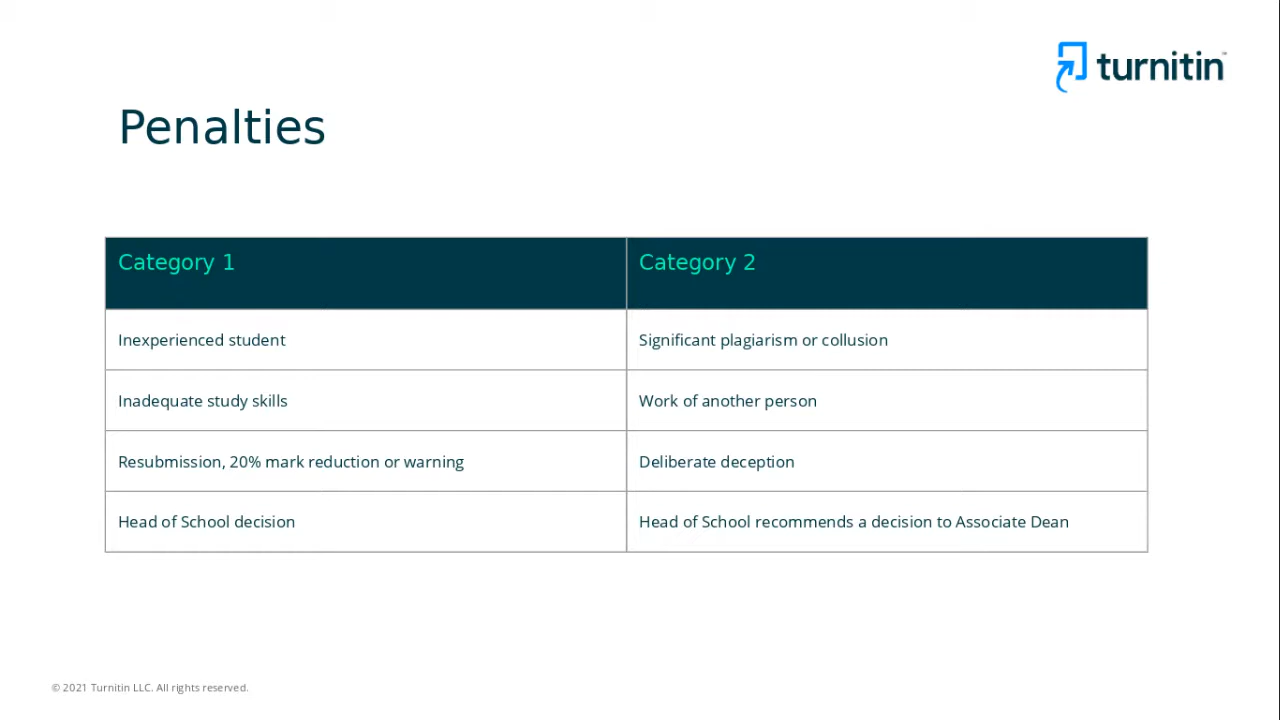 turnitin
Penalties
Category 1
Category 2
Inexperienced student
Significant plagiarism or collusion
Inadequate study skills
Work of another person
Resubmission, 20% mark reduction or warning
Deliberate deception
Head of School decision
Head of School recommends a decision to Associate Dean
© 2021 Turnitin LLC. All rights reserved.